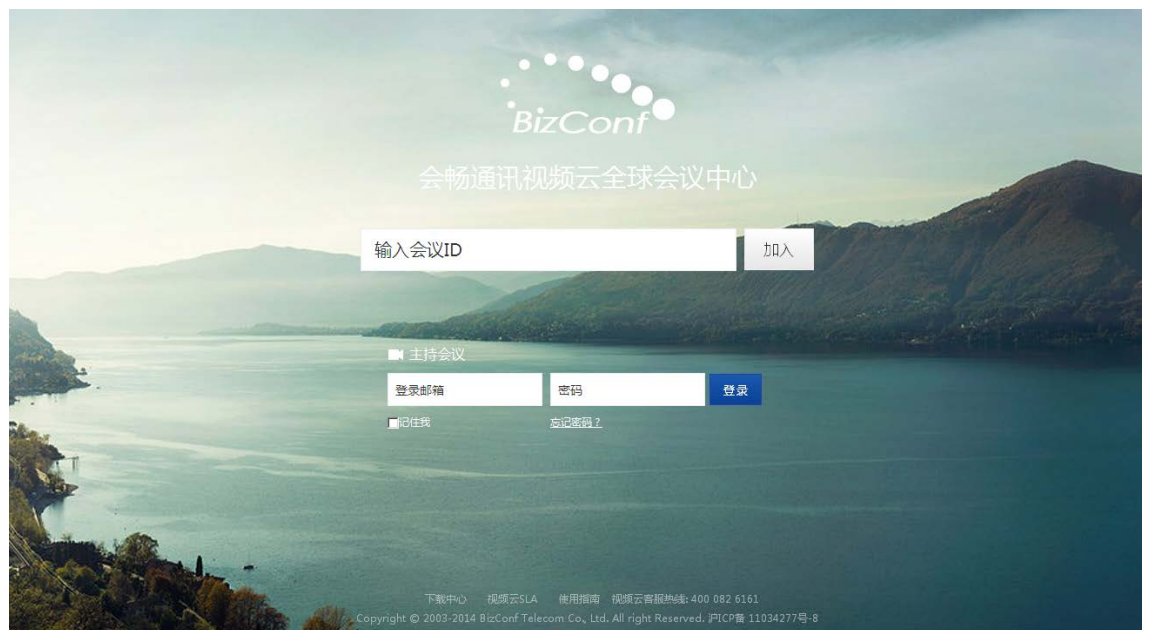 BizConf
会畅通讯视频云全球会议中心
输入会议ID 加入
主持会议
登录邮箱 密码 登录
记住我 忘记密码？
下载中心 视频云SLA 使用指南 视频云客服热线: 400 082 6161
Copyright © 2003-2014 BizConf Telecom Co., Ltd. All right Reserved. 沪ICP备 11034277号-8